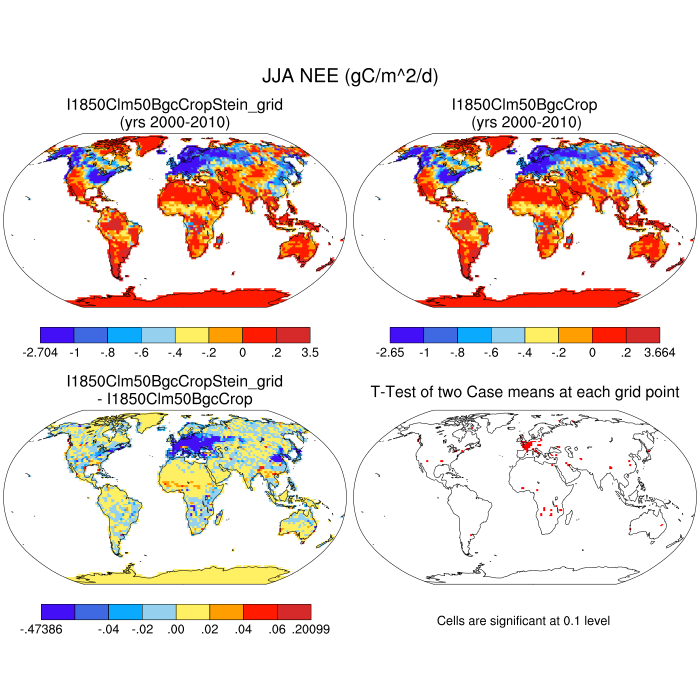 JJA NEE (gC/m^2/d)
I1850Clm50BgcCropStein_grid
(yrs 2000-2010)
I1850Clm50BgcCrop
(yrs 2000-2010)
-2.704 -1 -.8 -.6 -.4 -.2 0 .2 3.5
-2.65 -1 -.8 -.6 -.4 -.2 0 .2 3.664
I1850Clm50BgcCropStein_grid
- I1850Clm50BgcCrop
T-Test of two Case means at each grid point
-.47386 -.04 -.02 .00 .02 .04 .06 .20099
Cells are significant at 0.1 level